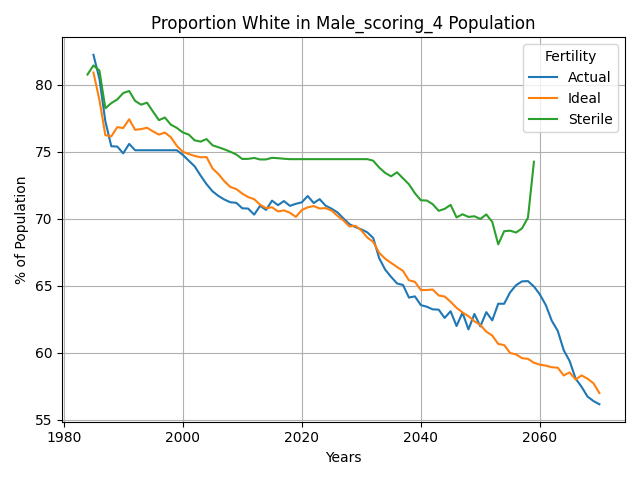 Proportion White in Male_scoring_4 Population
Fertility
Actual
Ideal
Sterile
% of Population
80
75
70
65
60
55
1980
2000
2020
2040
2060
Years